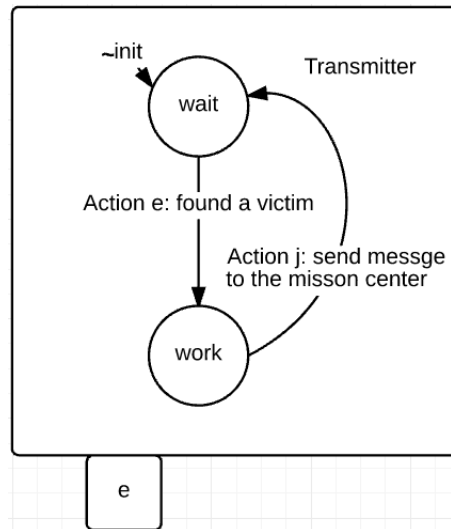 ~init
Transmitter
wait
Action e: found a victim
Action j: send messge
to the misson center
work
e